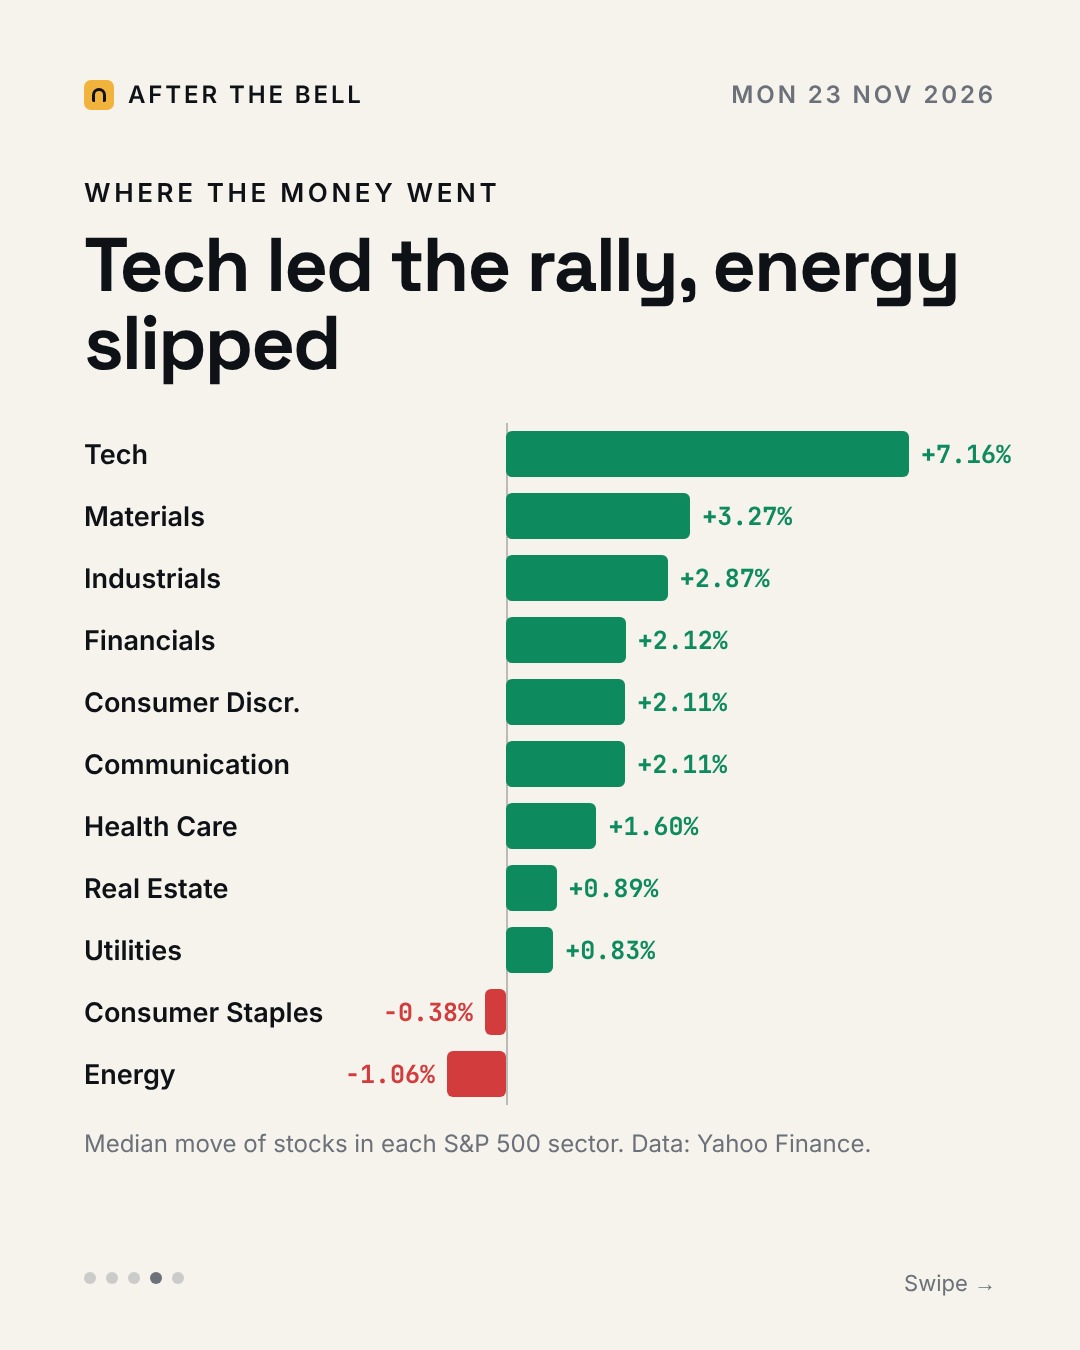 AFTER THE BELL
MON 23 NOV 2026
WHERE THE MONEY WENT
Tech led the rally, energy
slipped
Tech +7.16%
Materials +3.27%
Industrials +2.87%
Financials +2.12%
Consumer Discr. +2.11%
Communication +2.11%
Health Care +1.60%
Real Estate +0.89%
Utilities +0.83%
Consumer Staples -0.38%
Energy -1.06%
Median move of stocks in each S&P 500 sector. Data: Yahoo Finance.
Swipe →